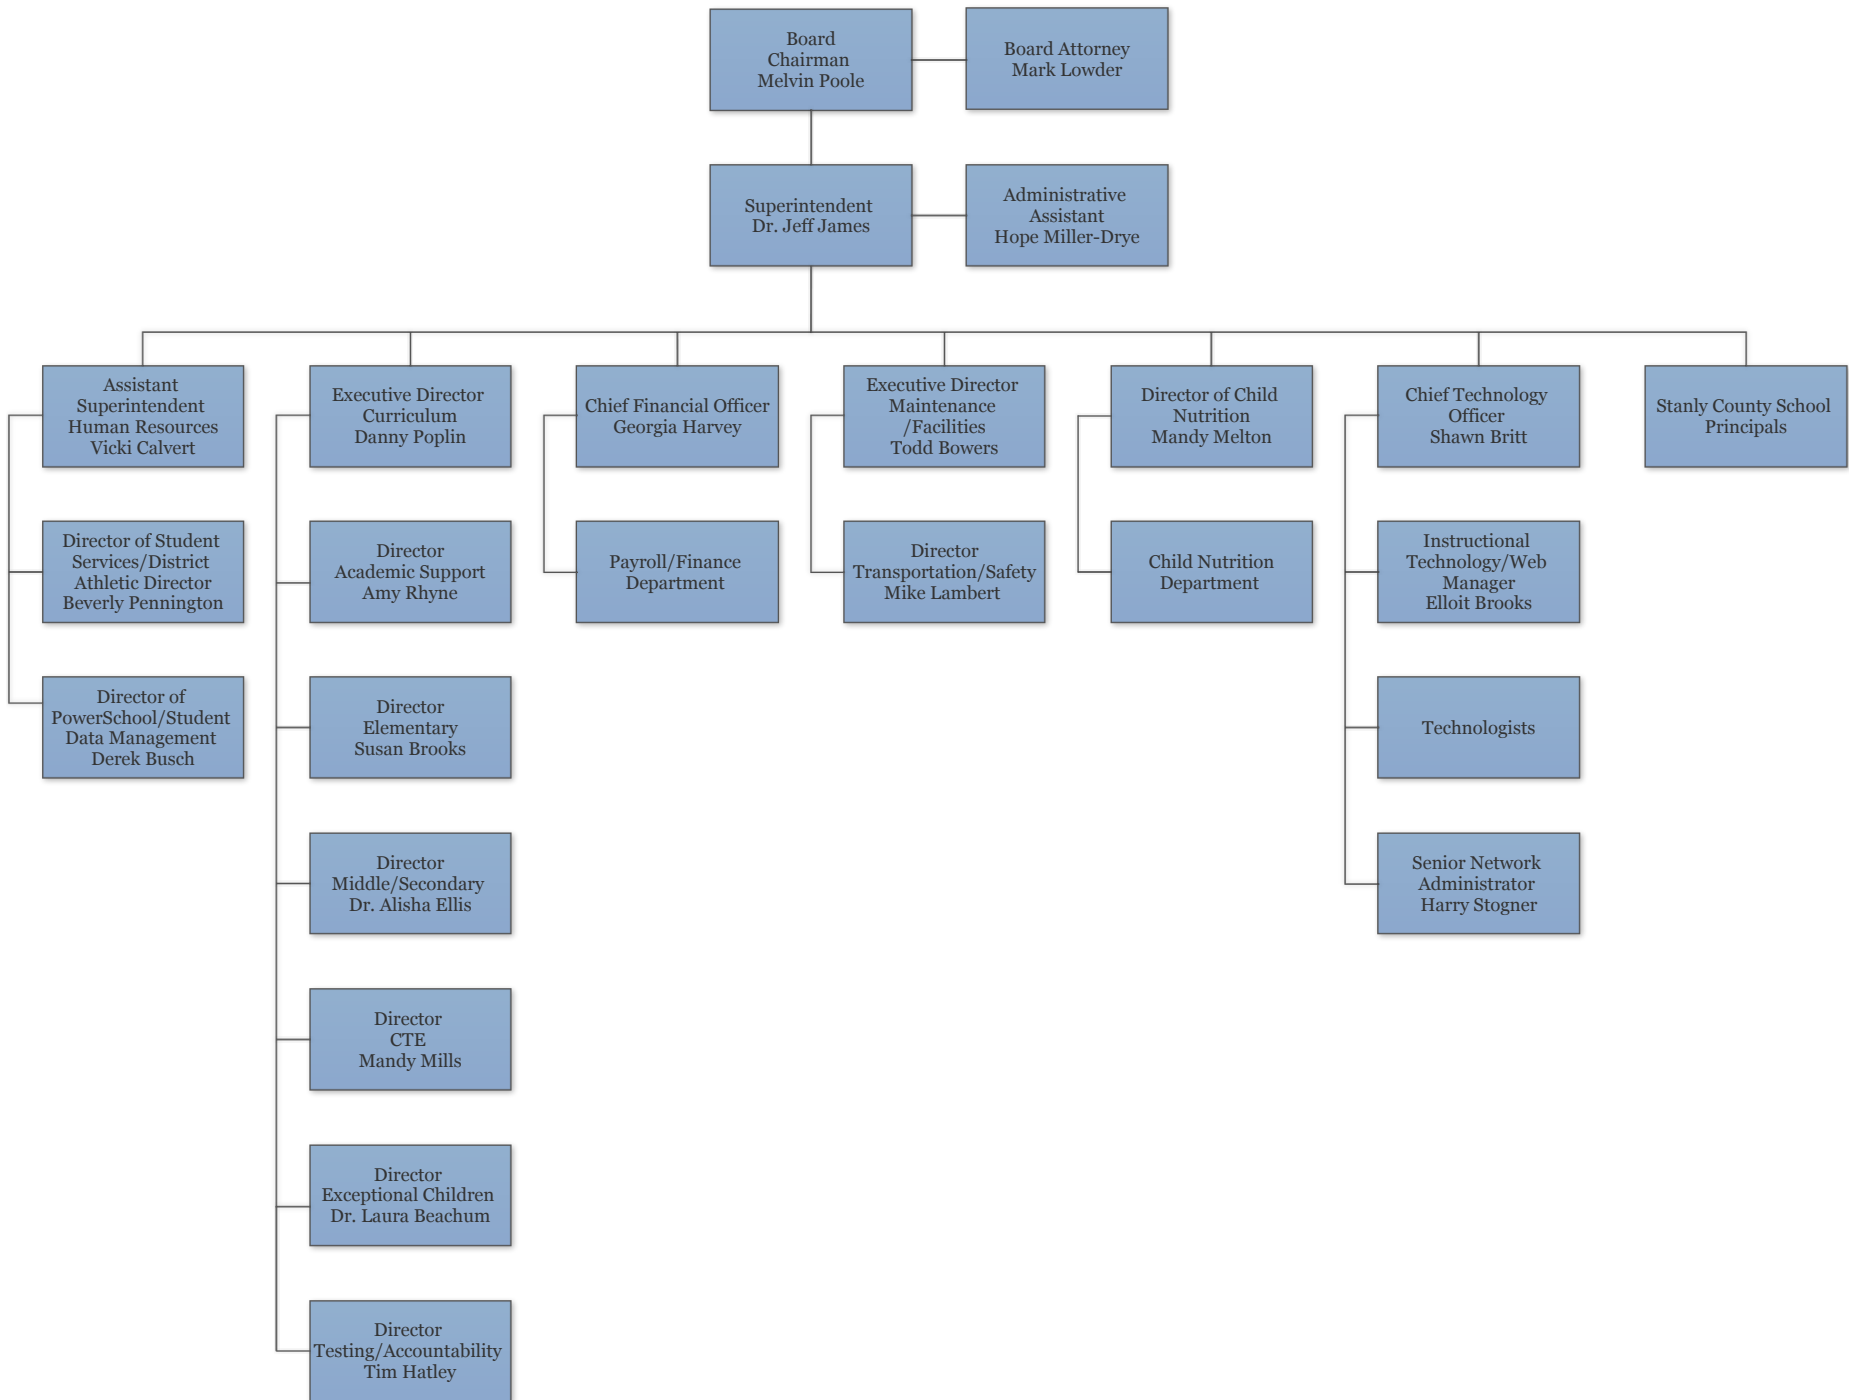 Board
Chairman
Melvin Poole
Board Attorney
Mark Lowder
Superintendent
Dr. Jeff James
Administrative
Assistant
Hope Miller-Drye
Assistant
Superintendent
Human Resources
Vicki Calvert
Executive Director
Curriculum
Danny Poplin
Chief Financial Officer
Georgia Harvey
Executive Director
Maintenance
/Facilities
Todd Bowers
Director of Child
Nutrition
Mandy Melton
Chief Technology
Officer
Shawn Britt
Stanly County School
Principals
Director of Student
Services/District
Athletic Director
Beverly Pennington
Director
Academic Support
Amy Rhyne
Payroll/Finance
Department
Director
Transportation/Safety
Mike Lambert
Child Nutrition
Department
Instructional
Technology/Web
Manager
Elloit Brooks
Director of
PowerSchool/Student
Data Management
Derek Busch
Director
Elementary
Susan Brooks
Technologists
Director
Middle/Secondary
Dr. Alisha Ellis
Senior Network
Administrator
Harry Stogner
Director
CTE
Mandy Mills
Director
Exceptional Children
Dr. Laura Beachum
Director
Testing/Accountability
Tim Hatley